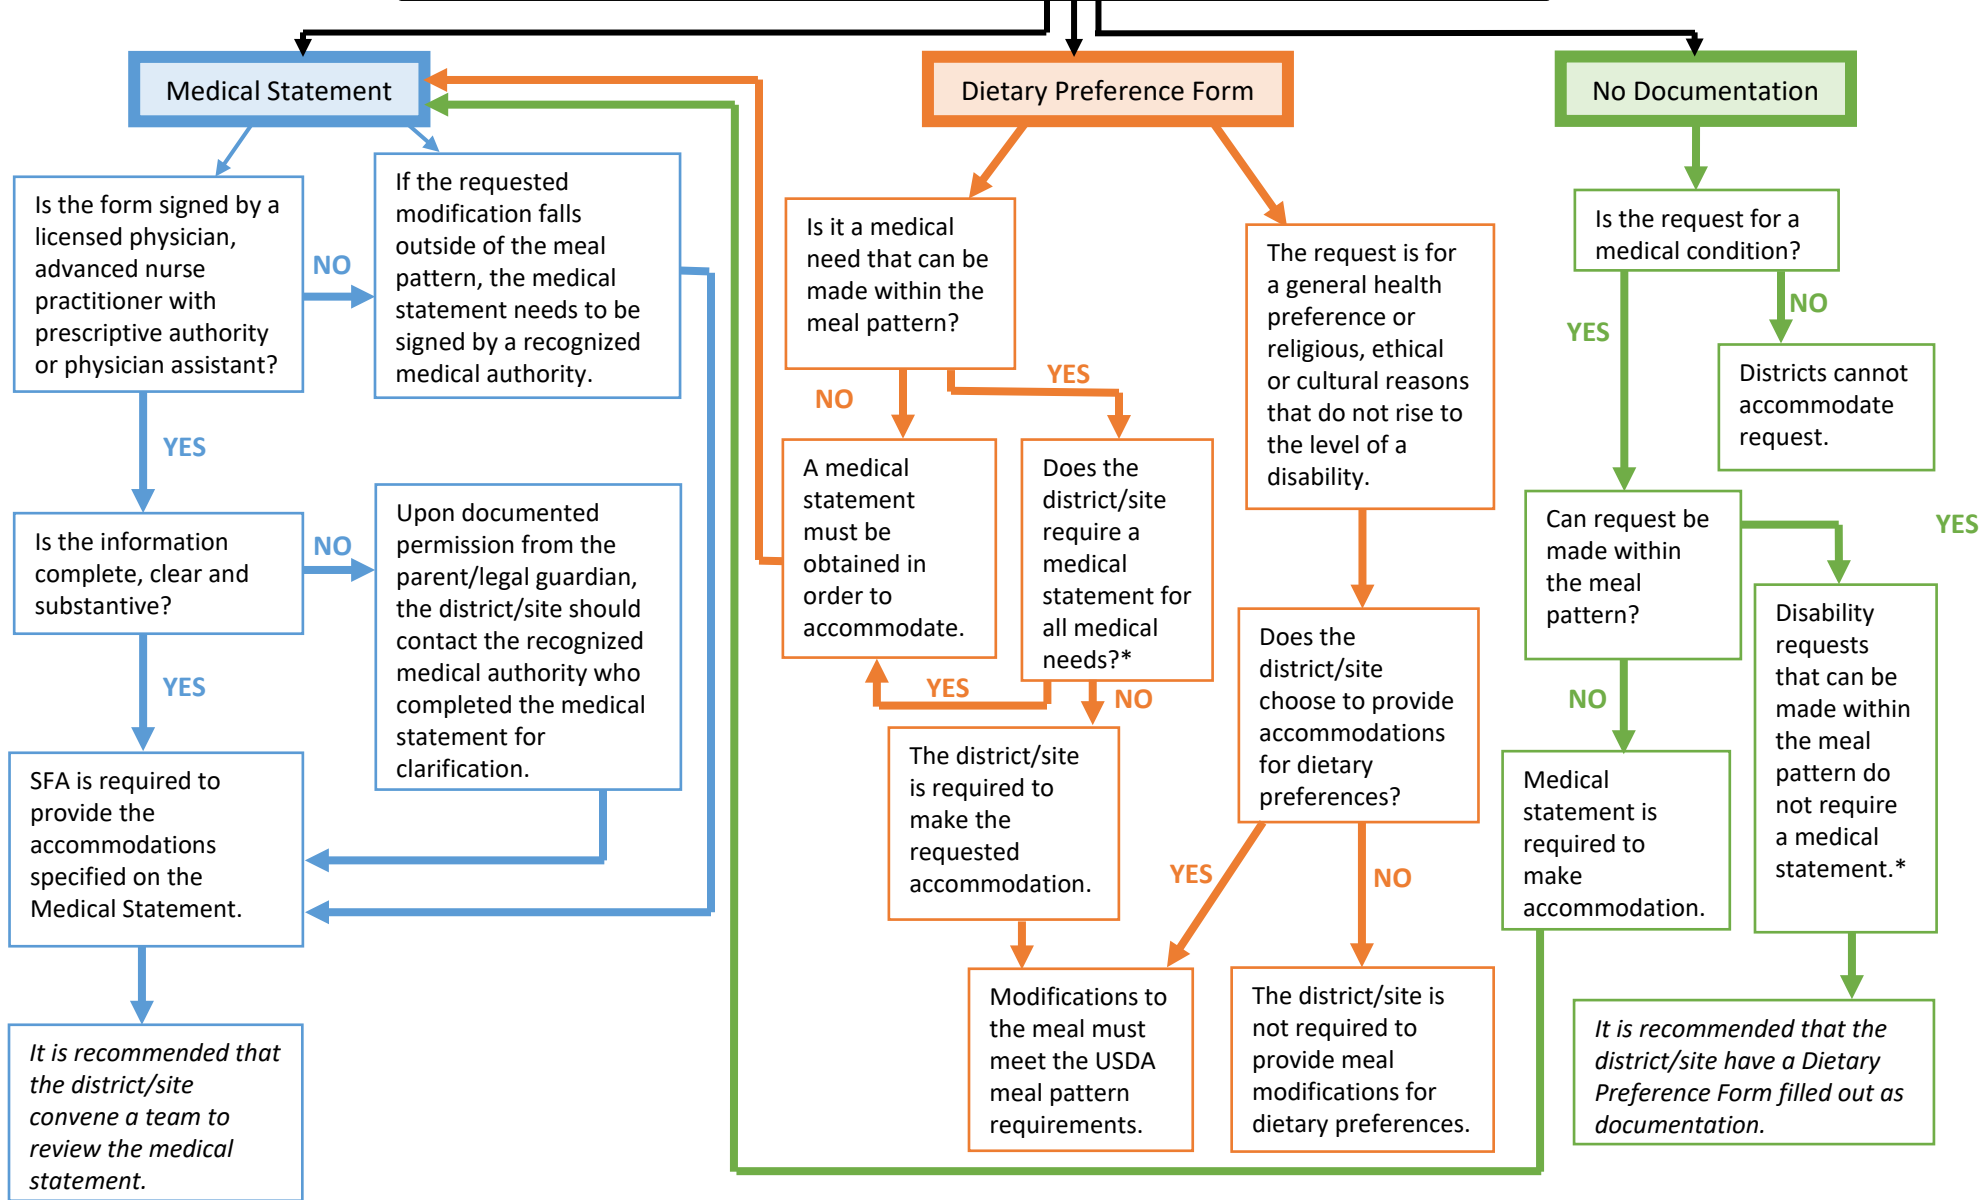 Medical Statement
Is the form signed by a
licensed physician,
advanced nurse
practitioner with
prescriptive authority
or physician assistant?
NO
If the requested
modification falls
outside of the meal
pattern, the medical
statement needs to be
signed by a recognized
medical authority.
YES
Is the information
complete, clear and
substantive?
NO
Upon documented
permission from the
parent/legal guardian,
the district/site should
contact the recognized
medical authority who
completed the medical
statement for
clarification.
YES
SFA is required to
provide the
accommodations
specified on the
Medical Statement.
It is recommended that
the district/site
convene a team to
review the medical
statement.
Dietary Preference Form
Is it a medical
need that can be
made within the
meal pattern?
NO
YES
A medical
statement
must be
obtained in
order to
accommodate.
Does the
district/site
require a
medical
statement for
all medical
needs?*
YES
NO
The district/site
is required to
make the
requested
accommodation.
The request is for
a general health
preference or
religious, ethical
or cultural reasons
that do not rise to
the level of a
disability.
Does the
district/site
choose to provide
accommodations
for dietary
preferences?
YES
NO
Modifications to
the meal must
meet the USDA
meal pattern
requirements.
The district/site is
not required to
provide meal
modifications for
dietary preferences.
No Documentation
Is the request for a
medical condition?
YES
NO
Districts cannot
accommodate
request.
Can request be
made within
the meal
pattern?
YES
NO
Medical
statement is
required to
make
accommodation.
Disability
requests
that can be
made within
the meal
pattern do
not require
a medical
statement.*
It is recommended that the
district/site have a Dietary
Preference Form filled out as
documentation.